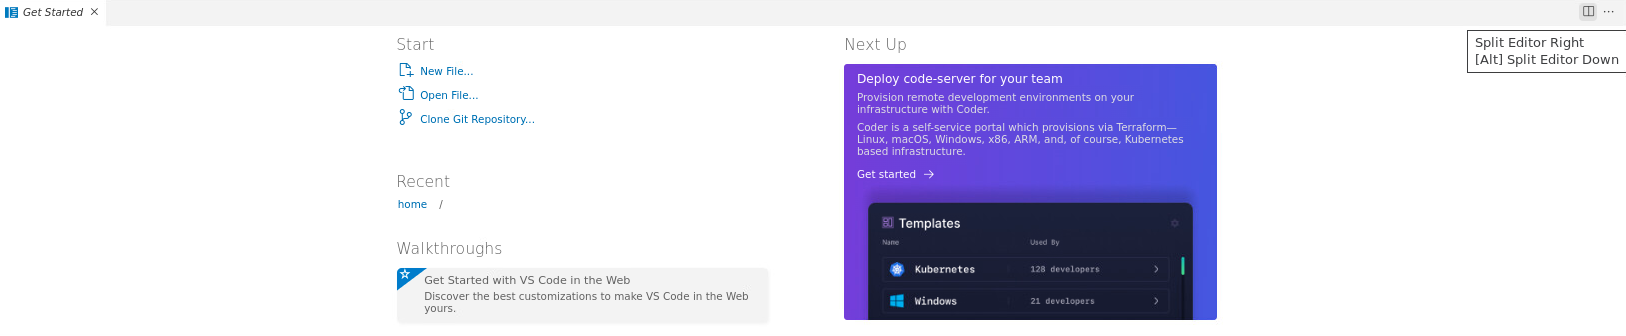 Get Started
Split Editor Right
[Alt] Split Editor Down
Start
New File...
Open File...
Clone Git Repository...
Recent
home /
Walkthroughs
Get Started with VS Code in the Web
Discover the best customizations to make VS Code in the Web
yours.
Next Up
Deploy code-server for your team
Provision remote development environments on your
infrastructure with Coder.
Coder is a self-service portal which provisions via Terraform—
Linux, macOS, Windows, x86, ARM, and, of course, Kubernetes
based infrastructure.
Get started →
Templates
Name Used By
Kubernetes 128 developers
Windows 21 developers